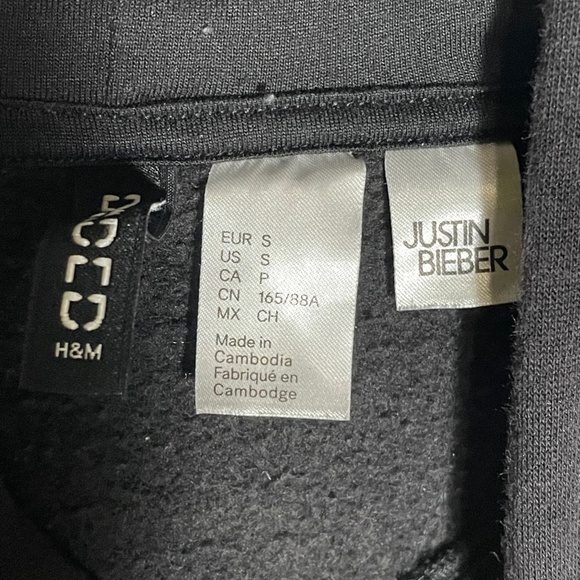 H&M
EUR S
US S
CA P
CN 165/88A
MX CH
Made in
Cambodia
Fabriqué en
Cambodge
JUSTIN
BIEBER